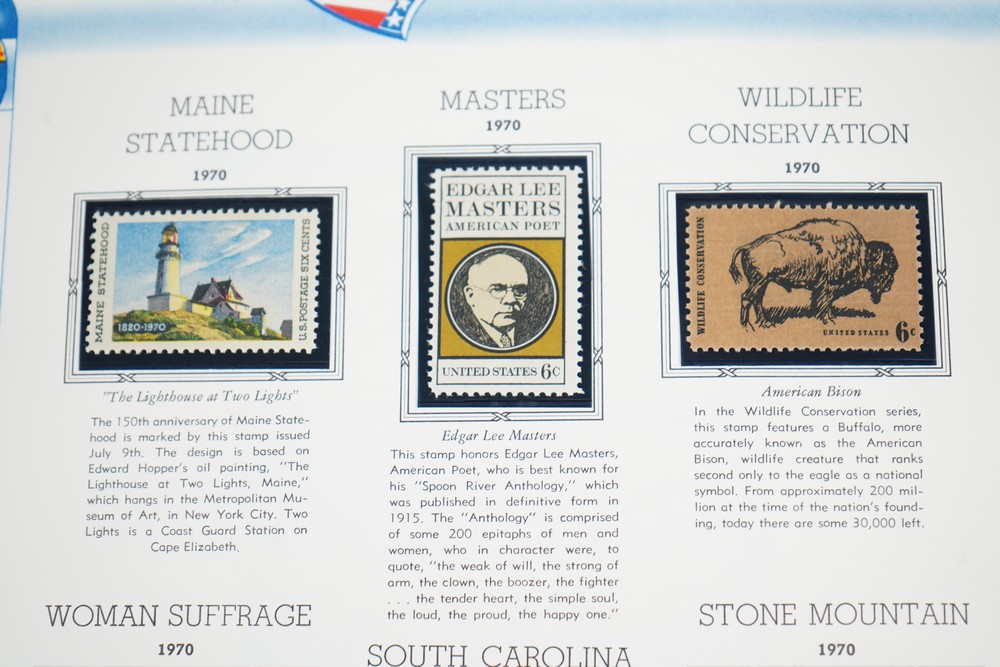 MAINE
STATEHOOD
1970
MAINE STATEHOOD
1820·1970
U.S. POSTAGE SIX CENTS
"The Lighthouse at Two Lights"
The 150th anniversary of Maine State-
hood is marked by this stamp issued
July 9th. The design is based on
Edward Hopper's oil painting, "The
Lighthouse at Two Lights, Maine,"
which hangs in the Metropolitan Mu-
seum of Art, in New York City. Two
Lights is a Coast Guard Station on
Cape Elizabeth.
MASTERS
1970
EDGAR LEE
MASTERS
AMERICAN POET
UNITED STATES 6c
Edgar Lee Masters
This stamp honors Edgar Lee Masters,
American Poet, who is best known for
his "Spoon River Anthology," which
was published in definitive form in
1915. The "Anthology" is comprised
of some 200 epitaphs of men and
women, who in character were, to
quote, "the weak of will, the strong of
arm, the clown, the boozer, the fighter
. . . the tender heart, the simple soul,
the loud, the proud, the happy one."
WILDLIFE
CONSERVATION
1970
WILDLIFE CONSERVATION
UNITED STATES 6c
American Bison
In the Wildlife Conservation series,
this stamp features a Buffalo, more
accurately known as the American
Bison, wildlife creature that ranks
second only to the eagle as a national
symbol. From approximately 200 mil-
lion at the time of the nation's found-
ing, today there are some 30,000 left.
WOMAN SUFFRAGE
1970
SOUTH CAROLINA
STONE MOUNTAIN
1970